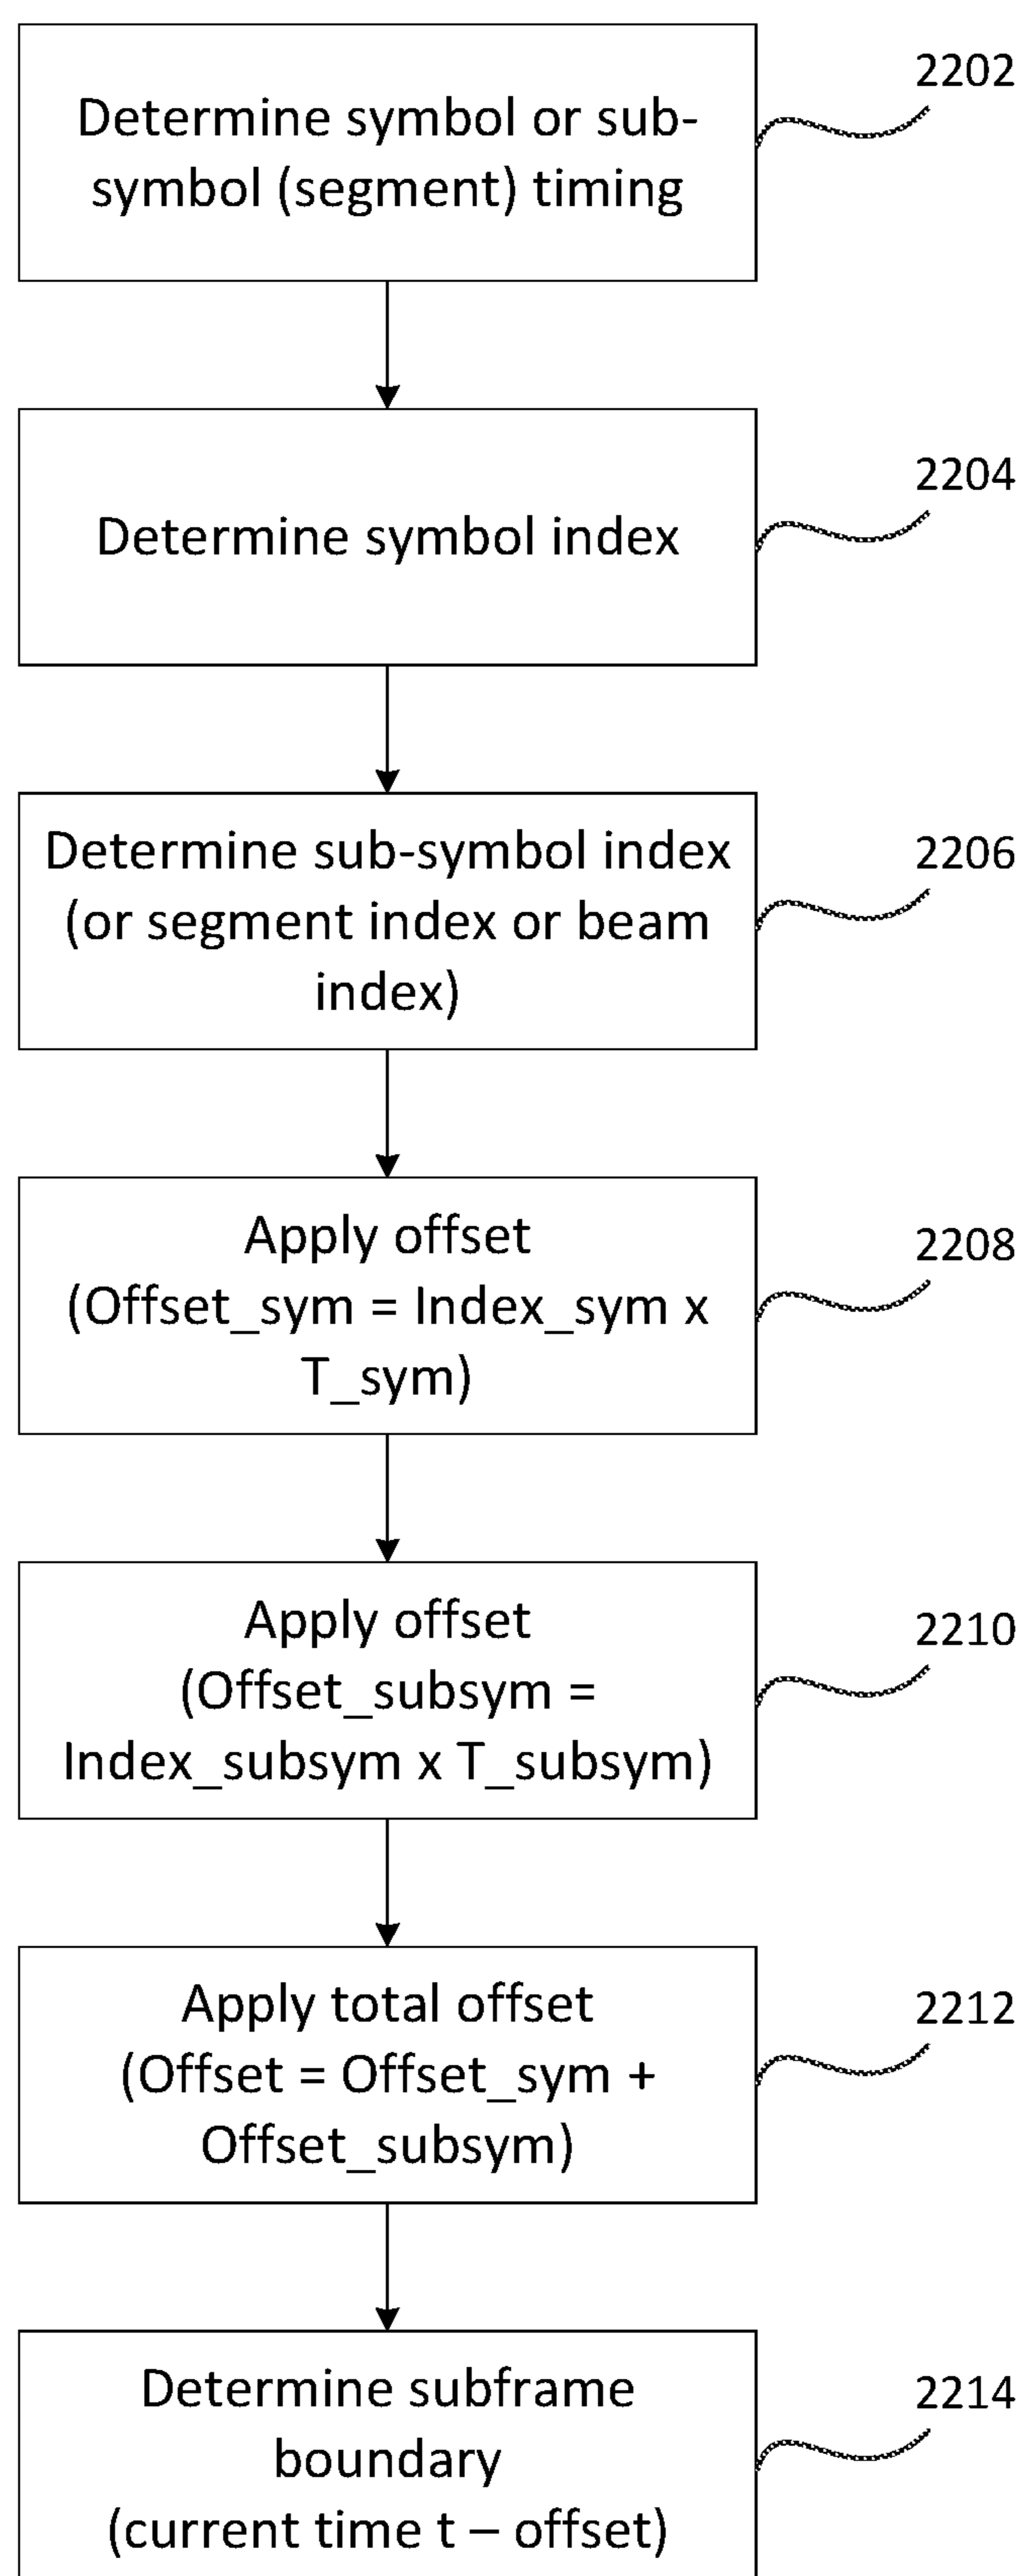 2202
Determine symbol or sub-
symbol (segment) timing
2204
Determine symbol index
2206
Determine sub-symbol index
(or segment index or beam
index)
2208
Apply offset
(Offset_sym = Index_sym x
T_sym)
2210
Apply offset
(Offset_subsym =
Index_subsym x T_subsym)
2212
Apply total offset
(Offset = Offset_sym +
Offset_subsym)
2214
Determine subframe
boundary
(current time t – offset)